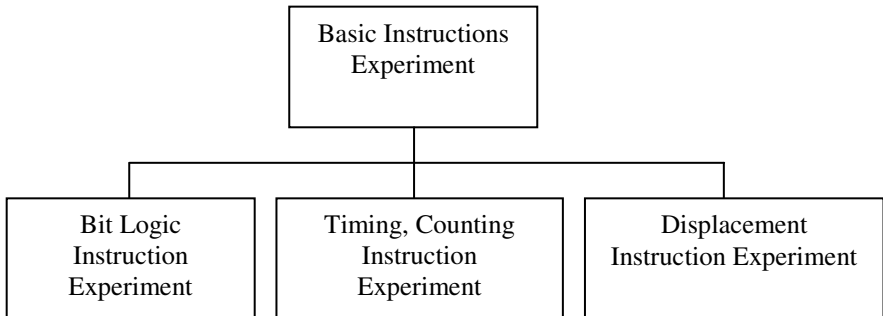 Basic Instructions
Experiment
Bit Logic
Instruction
Experiment
Timing, Counting
Instruction
Experiment
Displacement
Instruction Experiment